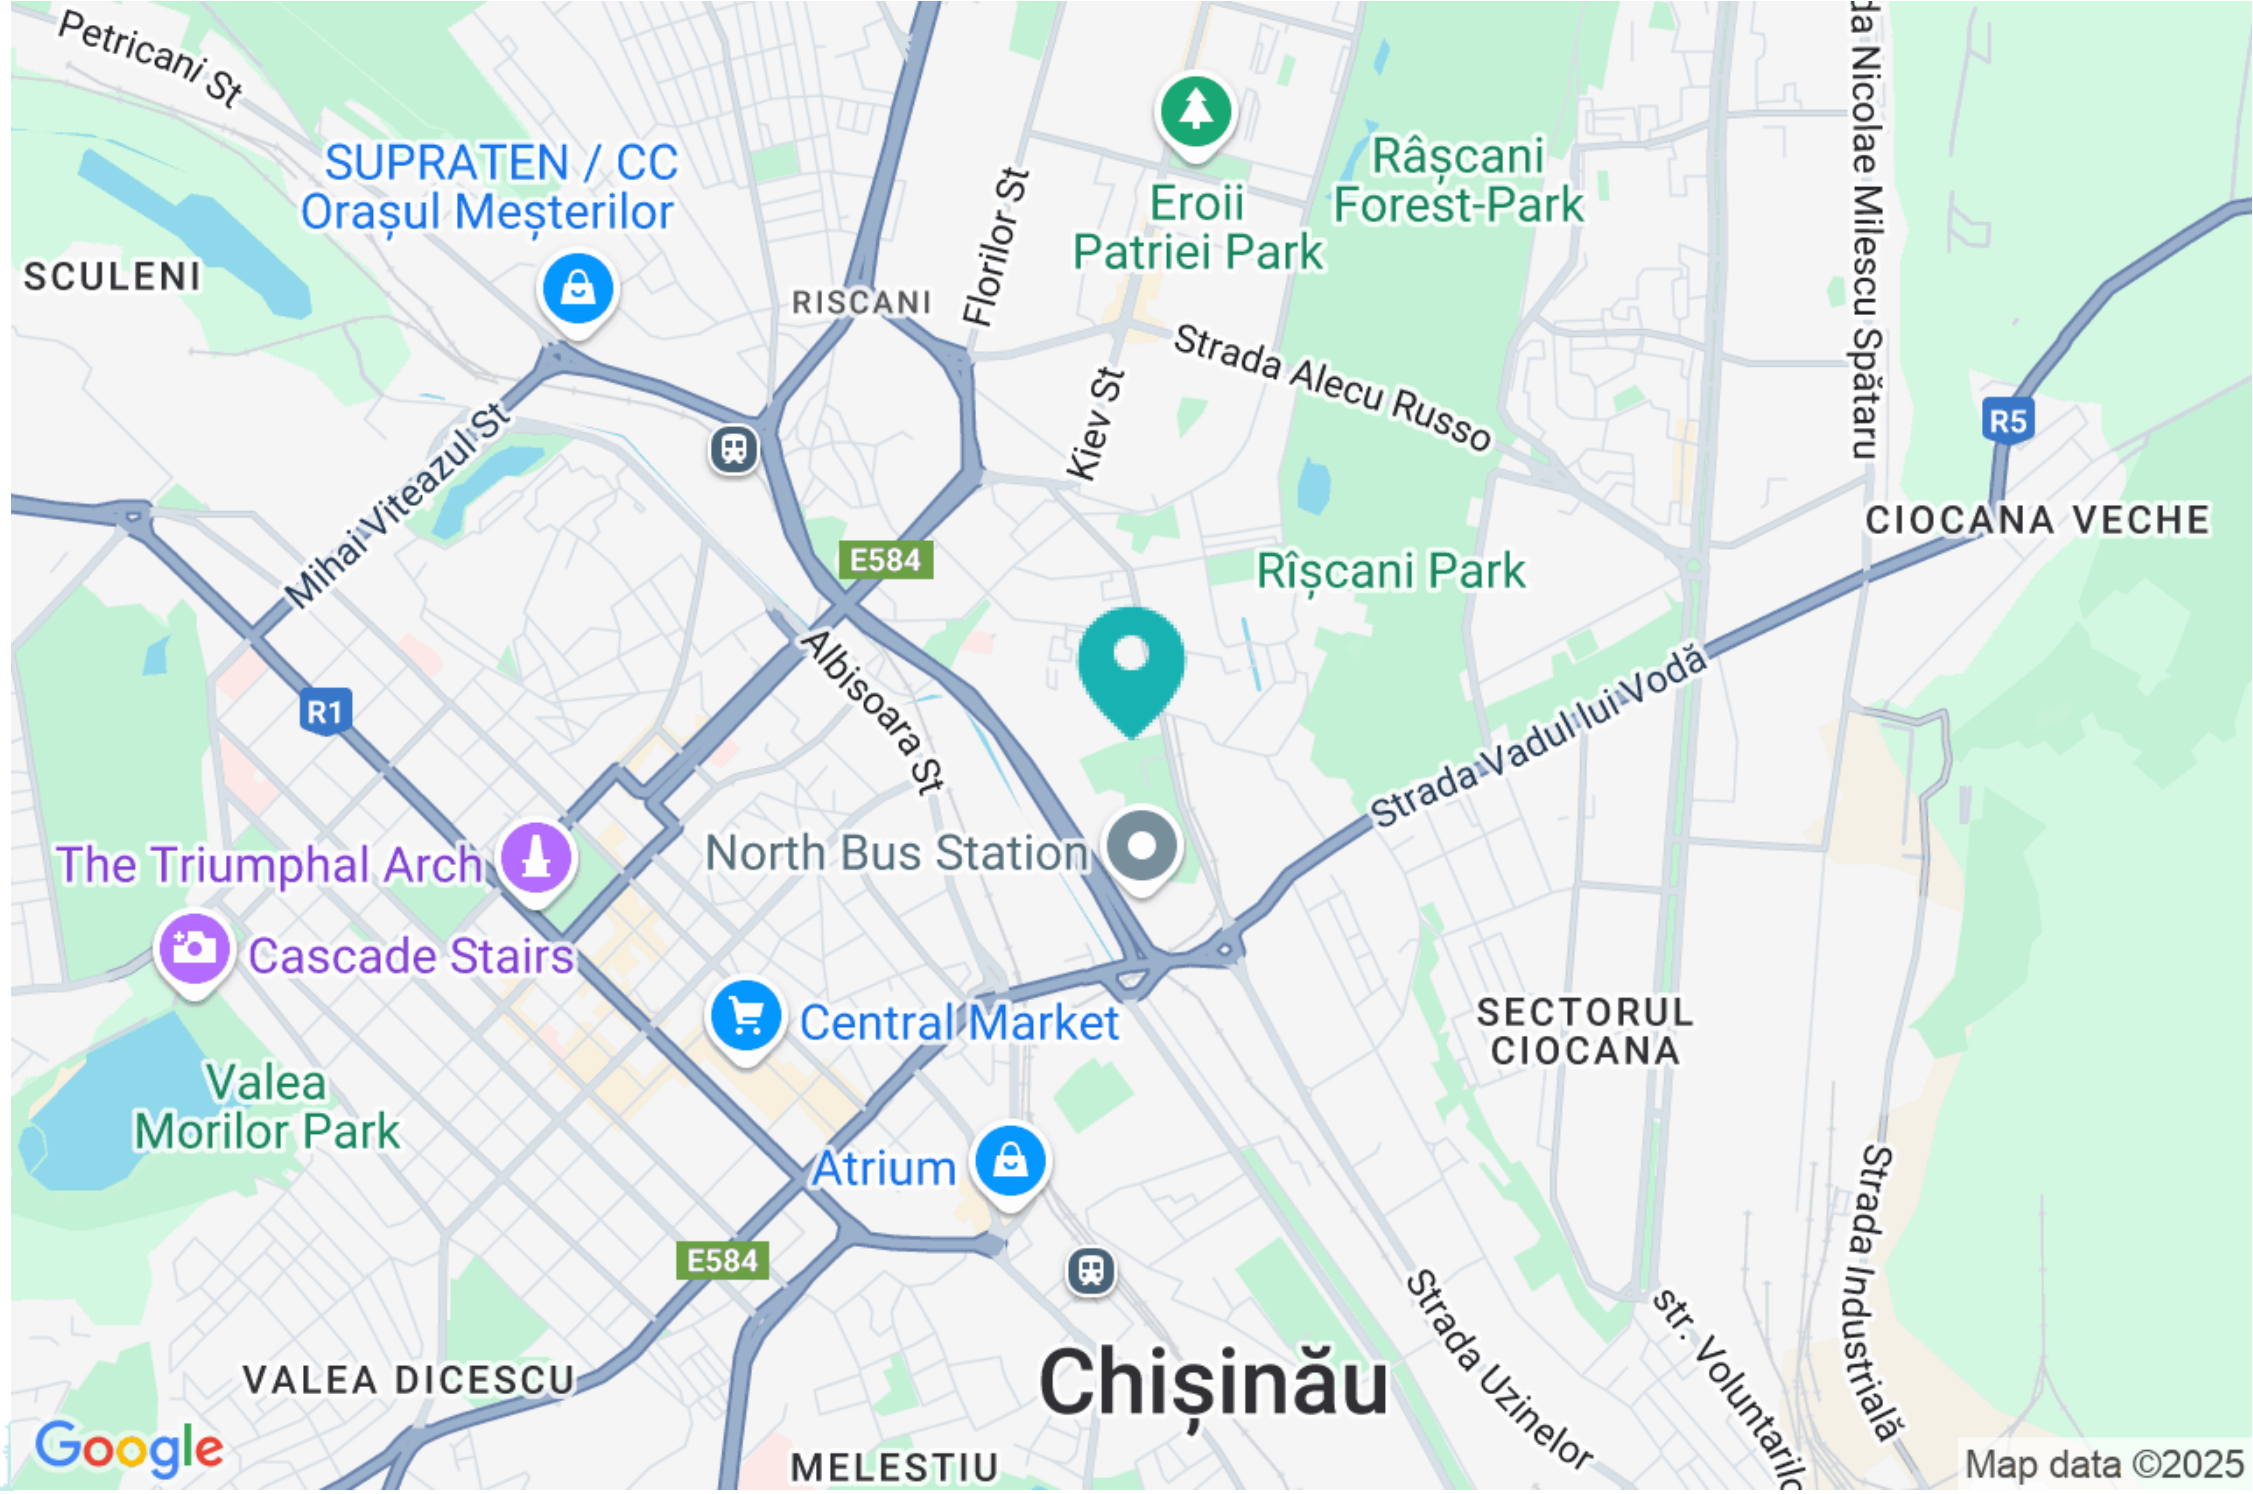 Petricani St
SUPRATEN / CC
Orașul Meșterilor
SCULENI
RISCANI
Florilor St
Eroii
Patriei Park
Râșcani
Forest-Park
da Nicolae Milescu Spătaru
Strada Alecu Russo
Kiev St
Mihai Viteazul St
R5
CIOCANA VECHE
E584
Rîșcani Park
Albisoara St
R1
Strada Vadul lui Vodă
The Triumphal Arch
North Bus Station
Cascade Stairs
Central Market
SECTORUL
CIOCANA
Valea
Morilor Park
Atrium
E584
Strada Industrială
Strada Uzinelor
str. Voluntarilo
VALEA DICESCU
Chișinău
MELESTIU
Google
Map data ©2025